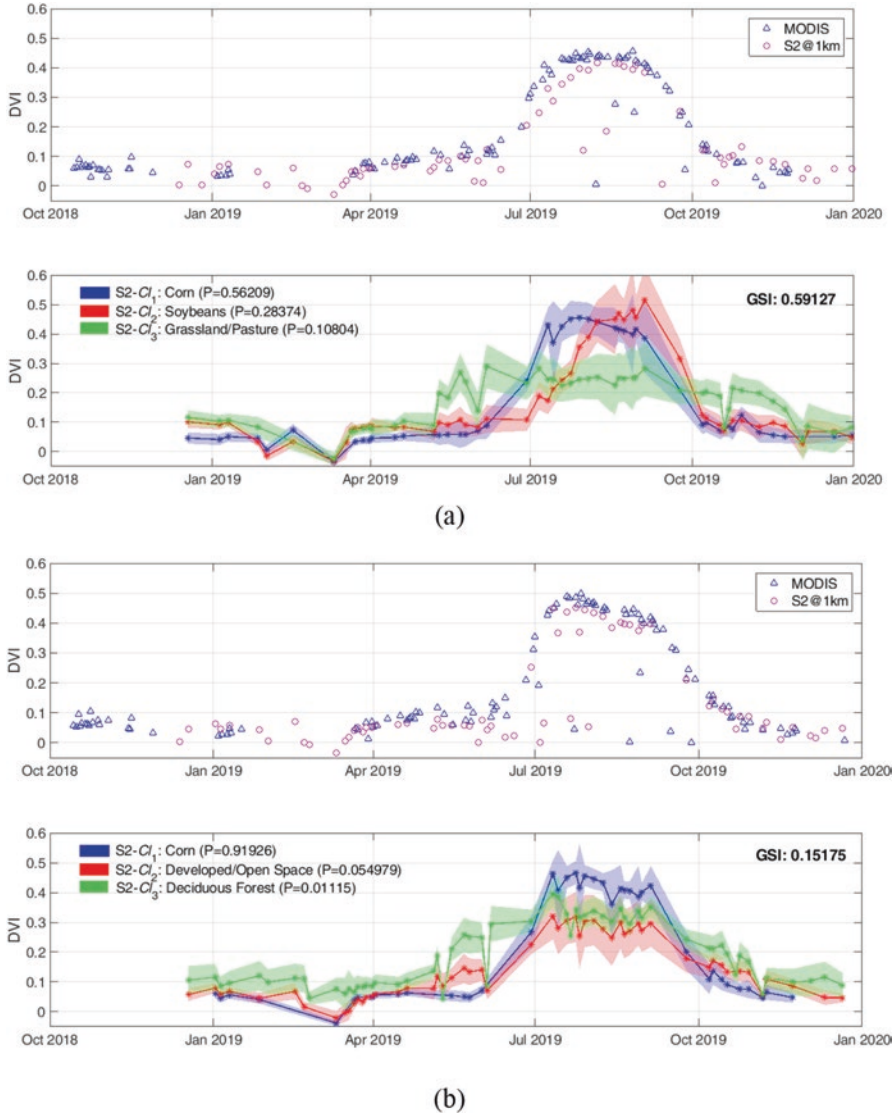 0.6
0.5
0.4
0.3
0.2
0.1
0
DVI
MODIS
S2@1km
Oct 2018
Jan 2019
Apr 2019
Jul 2019
Oct 2019
Jan 2020
0.6
0.5
0.4
0.3
0.2
0.1
0
DVI
S2-Cl1: Corn (P=0.56209)
S2-Cl2: Soybeans (P=0.28374)
S2-Cl3: Grassland/Pasture (P=0.10804)
GSI: 0.59127
Oct 2018
Jan 2019
Apr 2019
Jul 2019
Oct 2019
Jan 2020
(a)
0.6
0.5
0.4
0.3
0.2
0.1
0
DVI
MODIS
S2@1km
Oct 2018
Jan 2019
Apr 2019
Jul 2019
Oct 2019
Jan 2020
0.6
0.5
0.4
0.3
0.2
0.1
0
DVI
S2-Cl1: Corn (P=0.91926)
S2-Cl2: Developed/Open Space (P=0.054979)
S2-Cl3: Deciduous Forest (P=0.01115)
GSI: 0.15175
Oct 2018
Jan 2019
Apr 2019
Jul 2019
Oct 2019
Jan 2020
(b)